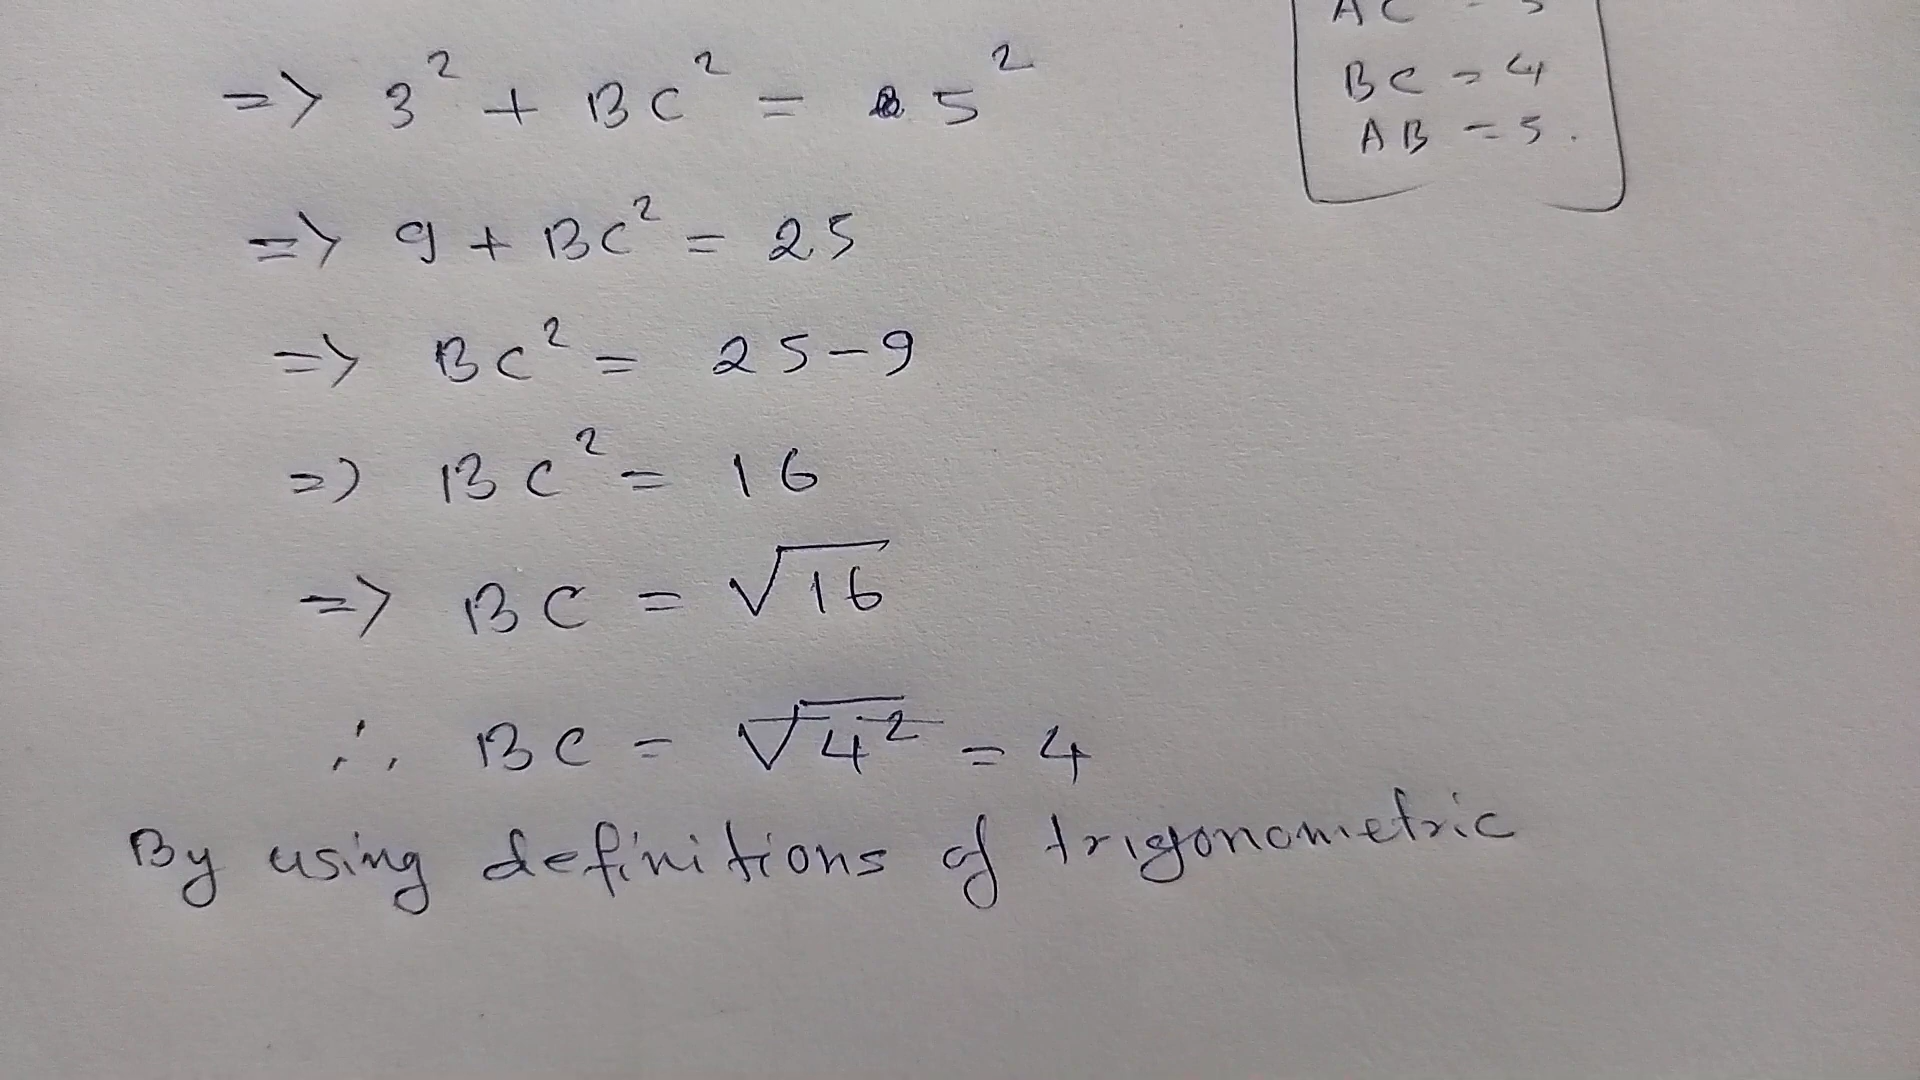 => 3² + BC² = 5²
BC = 4
AB = 5.
=> 9 + BC² = 25
=> BC² = 25 - 9
=> BC² = 16
=> BC = √16
∴ BC = √4² = 4
By using definitions of trigonometric